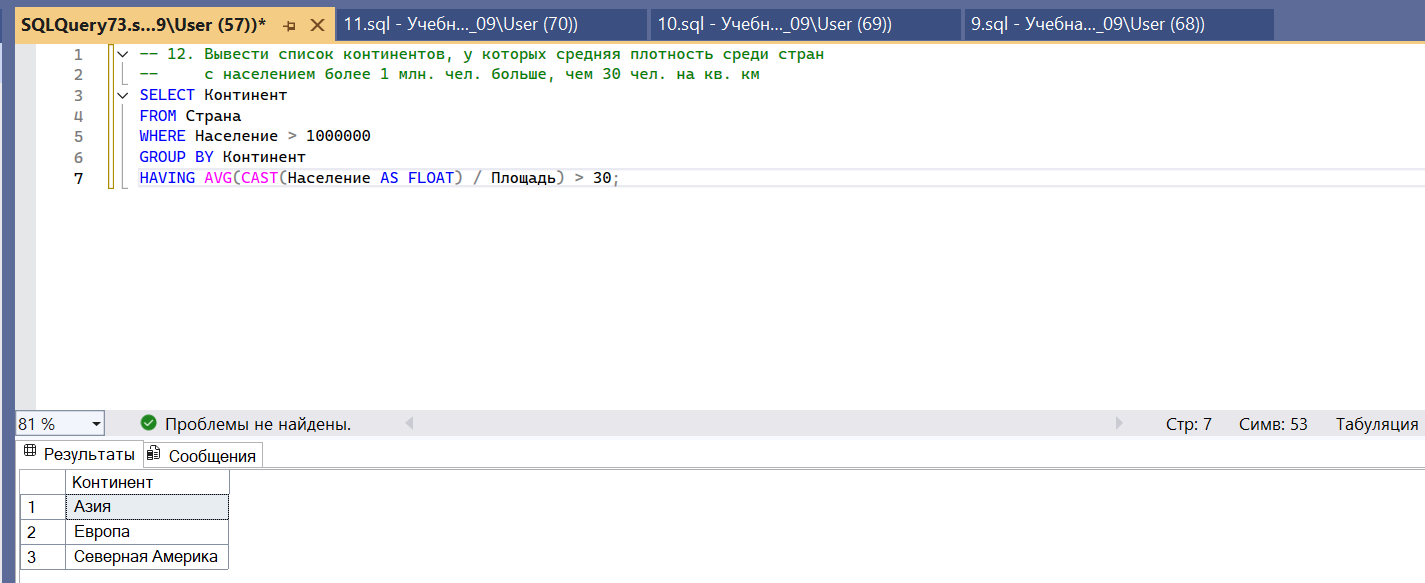 SQLQuery73.s...9\User (57))*
11.sql - Учебн..._09\User (70))
10.sql - Учебн..._09\User (69))
9.sql - Учебна..._09\User (68))
1 -- 12. Вывести список континентов, у которых средняя плотность среди стран
2 -- с населением более 1 млн. чел. больше, чем 30 чел. на кв. км
3 SELECT Континент
4 FROM Страна
5 WHERE Население > 1000000
6 GROUP BY Континент
7 HAVING AVG(CAST(Население AS FLOAT) / Площадь) > 30;
81 % Проблемы не найдены. Стр: 7 Симв: 53 Табуляция
Результаты Сообщения
Континент
1 Азия
2 Европа
3 Северная Америка